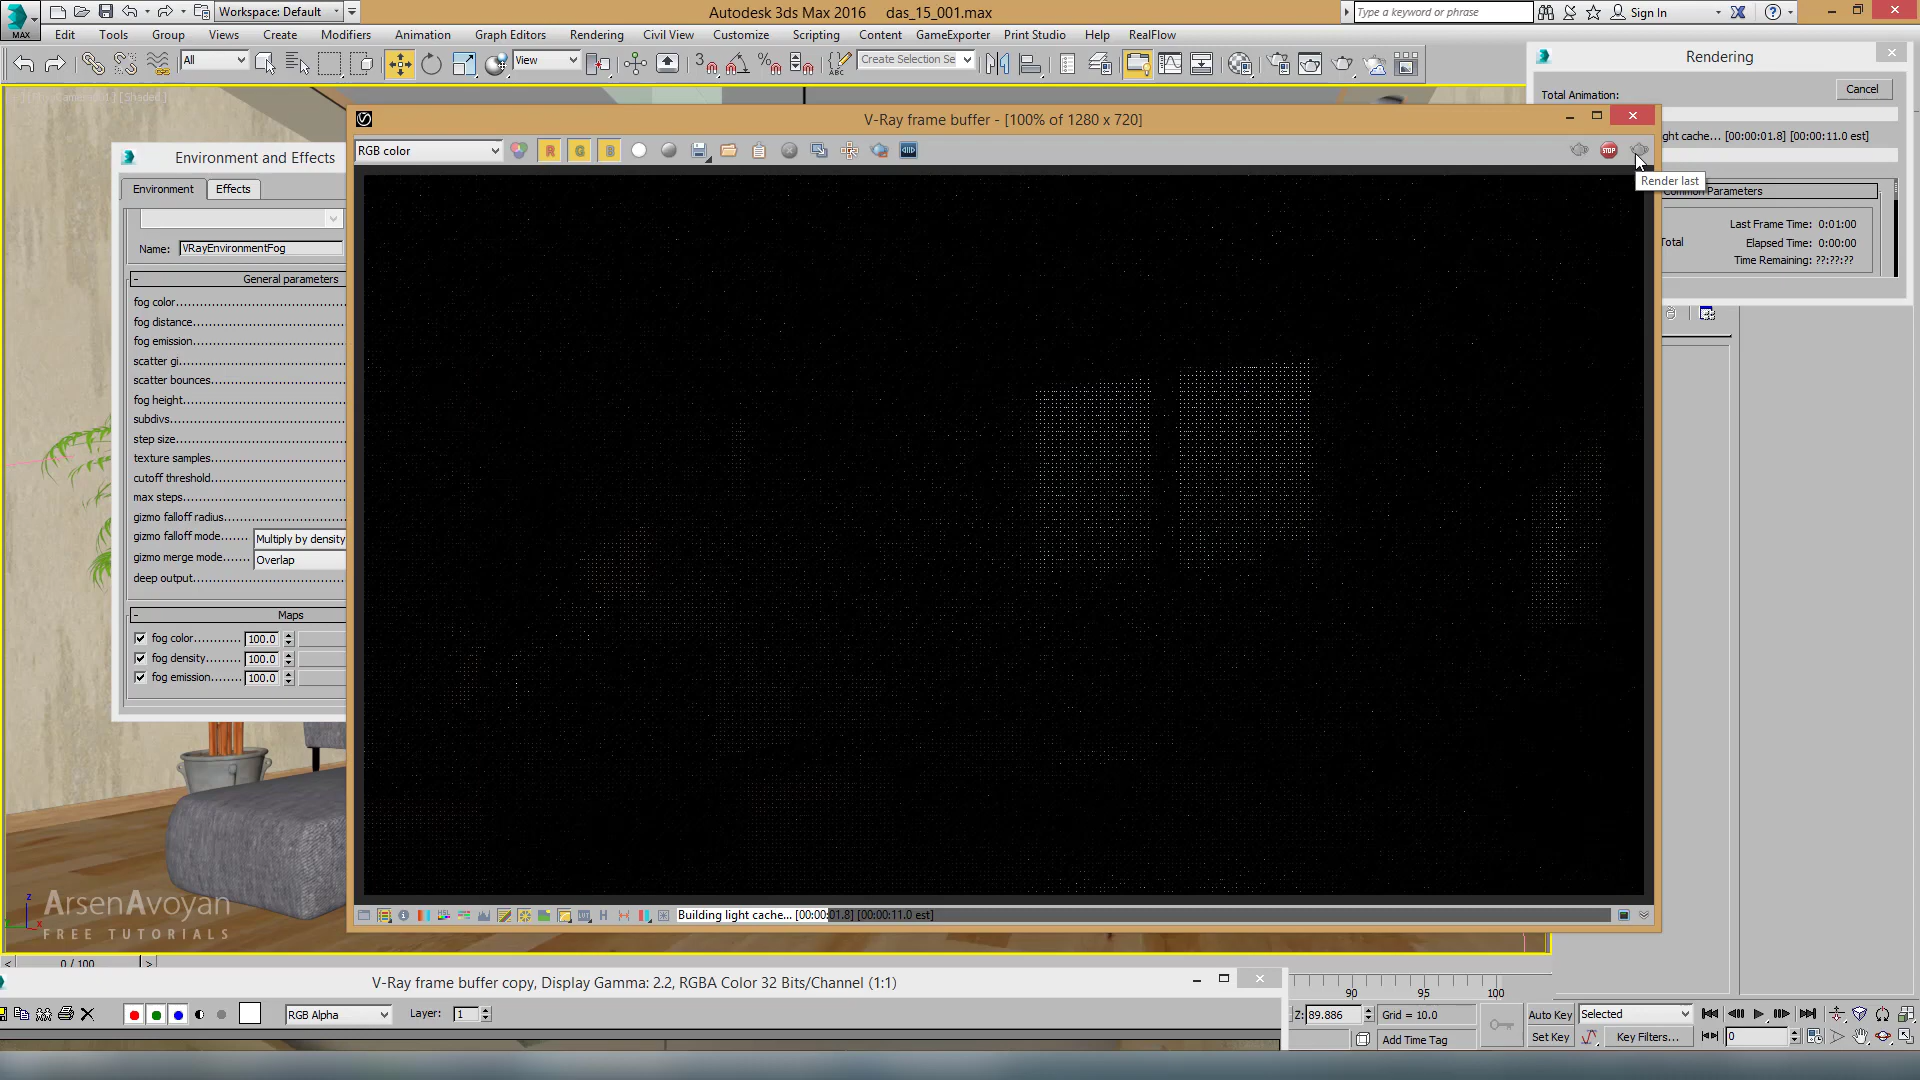 Workspace: Default
Autodesk 3ds Max 2016 das_15_001.max
Type a keyword or phrase
Sign In
MAX
Edit Tools Group Views Create Modifiers Animation Graph Editors Rendering Civil View Customize Scripting Content GameExporter Print Studio Help RealFlow
All
View
3
ABC
Create Selection Se
Rendering
Total Animation:
Cancel
ght cache... [00:00:01.8] [00:00:11.0 est]
Common Parameters
Last Frame Time: 0:01:00
Total
Elapsed Time: 0:00:00
Time Remaining: ??:??:??
V-Ray frame buffer - [100% of 1280 x 720]
RGB color
R G B
STOP
Render last
Environment and Effects
Environment Effects
Name: VRayEnvironmentFog
- General parameters
fog color
fog distance
fog emission
scatter gi
scatter bounces
fog height
subdivs
step size
texture samples
cutoff threshold
max steps
gizmo falloff radius
gizmo falloff mode Multiply by density
gizmo merge mode Overlap
deep output
- Maps
fog color 100.0
fog density 100.0
fog emission 100.0
ArsenAvoyan
FREE TUTORIALS
z
x
H
Building light cache... [00:00:01.8] [00:00:11.0 est]
< 0 / 100 >
V-Ray frame buffer copy, Display Gamma: 2.2, RGBA Color 32 Bits/Channel (1:1)
RGB Alpha
Layer: 1
90 95 100
Z: 89.886
Grid = 10.0
Auto Key Selected
Add Time Tag
Set Key Key Filters...
0